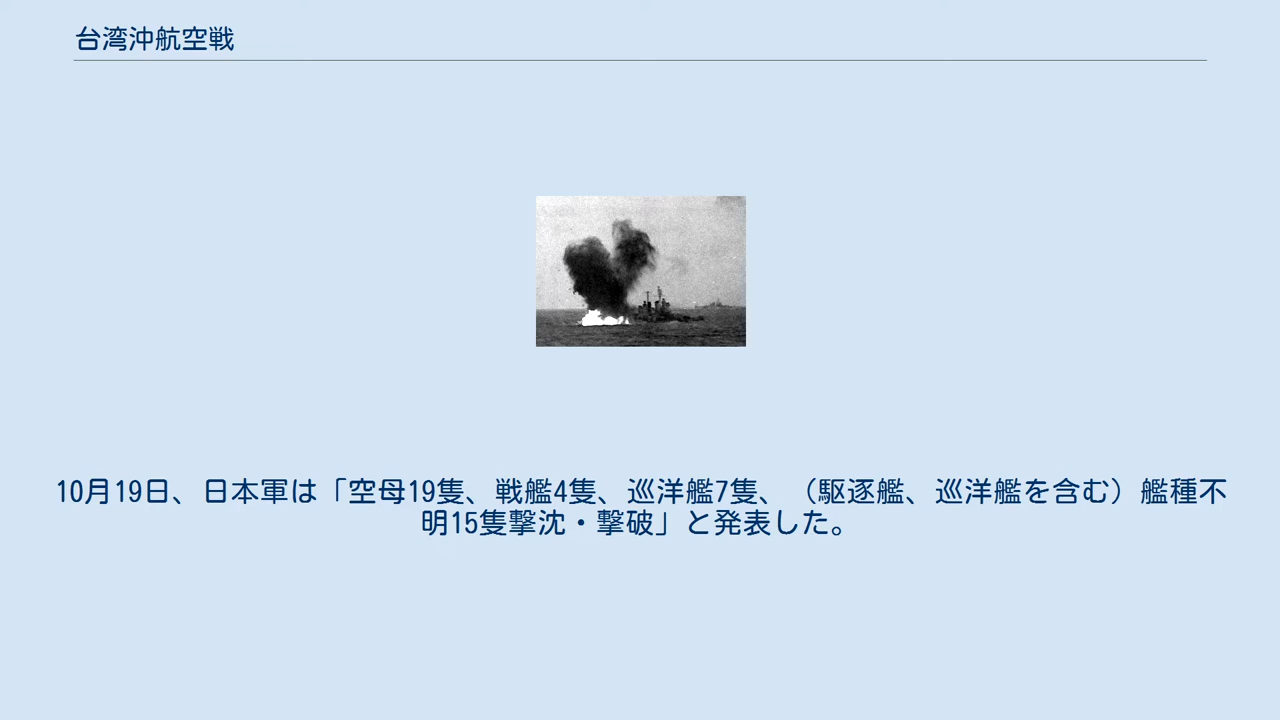 台湾沖航空戦
10月19日、日本軍は「空母19隻、戦艦4隻、巡洋艦7隻、（駆逐艦、巡洋艦を含む）艦種不
明15隻撃沈・撃破」と発表した。